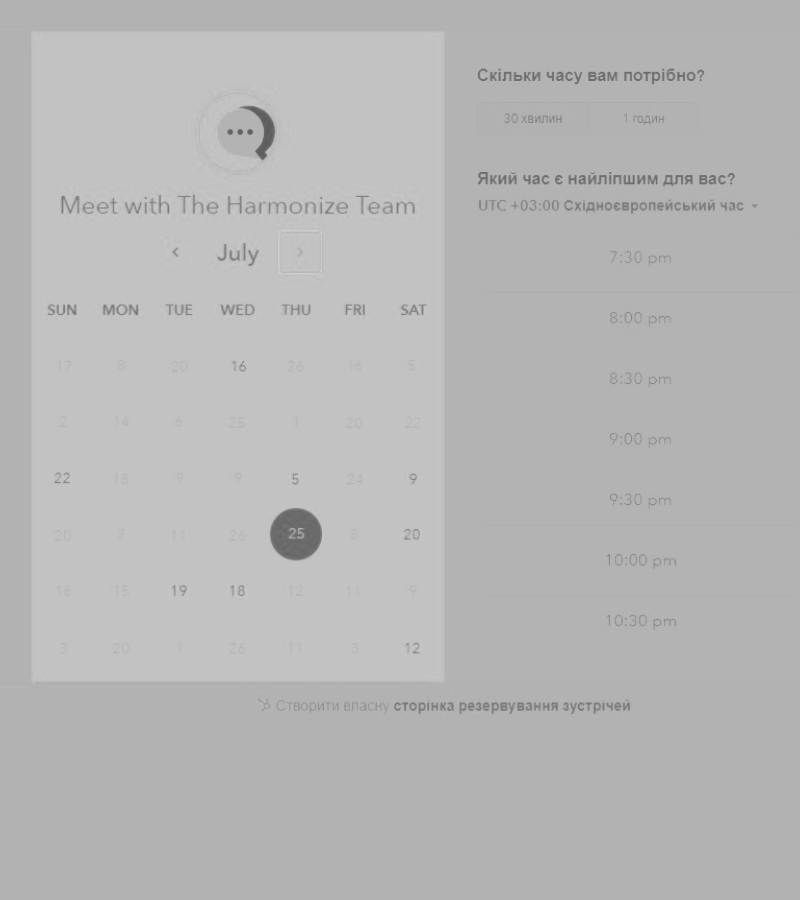 Meet with The Harmonize Team
July
SUN MON TUE WED THU FRI SAT
17 8 20 16 26 16 5
2 14 6 25 1 20 22
22 18 9 9 5 24 9
20 7 11 26 25 8 20
16 15 19 18 12 11 9
3 20 1 26 11 3 12
Скільки часу вам потрібно?
30 хвилин 1 годин
Який час є найліпшим для вас?
UTC +03:00 Східноєвропейський час
7:30 pm
8:00 pm
8:30 pm
9:00 pm
9:30 pm
10:00 pm
10:30 pm
Створити власну сторінка резервування зустрічей